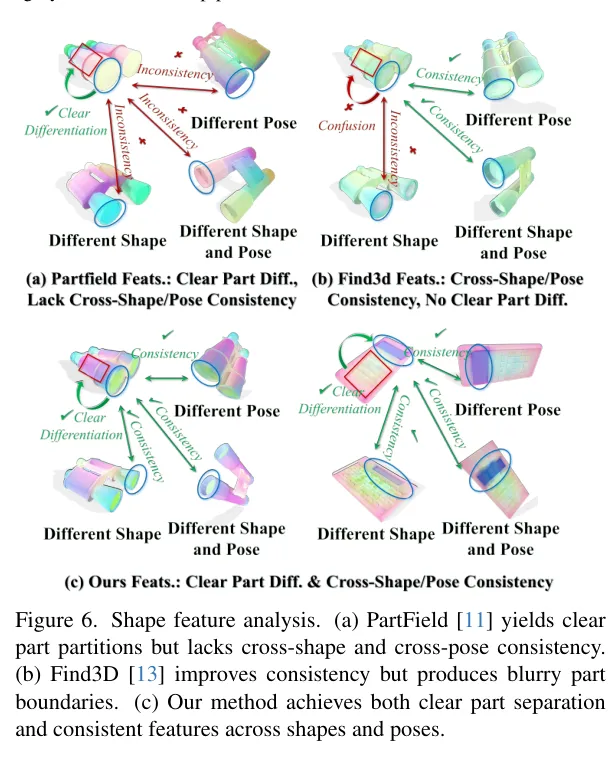 Inconsistency
Clear
Differentiation
Inconsistency
Inconsistency
Different Pose
Different Shape
Different Shape
and Pose
(a) Partfield Feats.: Clear Part Diff.,
Lack Cross-Shape/Pose Consistency
Consistency
Confusion
Inconsistency
Consistency
Different Pose
Different Shape
Different Shape
and Pose
(b) Find3d Feats.: Cross-Shape/Pose
Consistency, No Clear Part Diff.
Consistency
Clear
Differentiation
Consistency
Consistency
Different Pose
Different Shape
Different Shape
and Pose
Consistency
Clear
Differentiation
Consistency
Consistency
Different Pose
Different Shape
Different Shape
and Pose
(c) Ours Feats.: Clear Part Diff. & Cross-Shape/Pose Consistency
Figure 6. Shape feature analysis. (a) PartField [11] yields clear
part partitions but lacks cross-shape and cross-pose consistency.
(b) Find3D [13] improves consistency but produces blurry part
boundaries. (c) Our method achieves both clear part separation
and consistent features across shapes and poses.